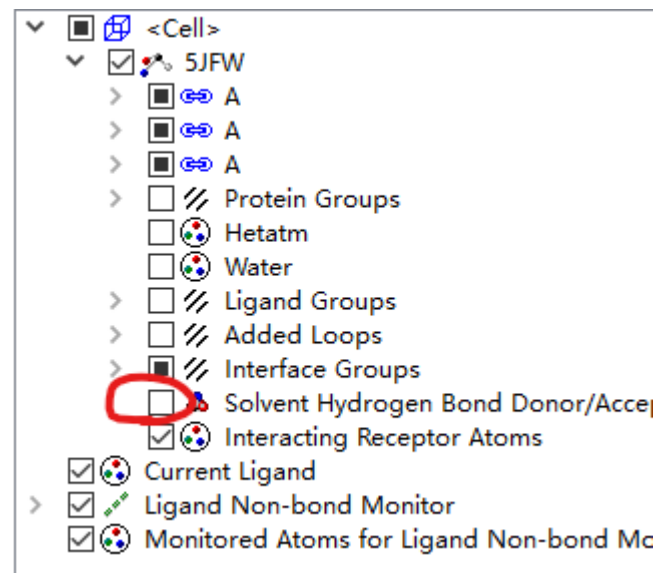 <Cell>
5JFW
A
A
A
Protein Groups
Hetatm
Water
Ligand Groups
Added Loops
Interface Groups
Solvent Hydrogen Bond Donor/Accep
Interacting Receptor Atoms
Current Ligand
Ligand Non-bond Monitor
Monitored Atoms for Ligand Non-bond Mo